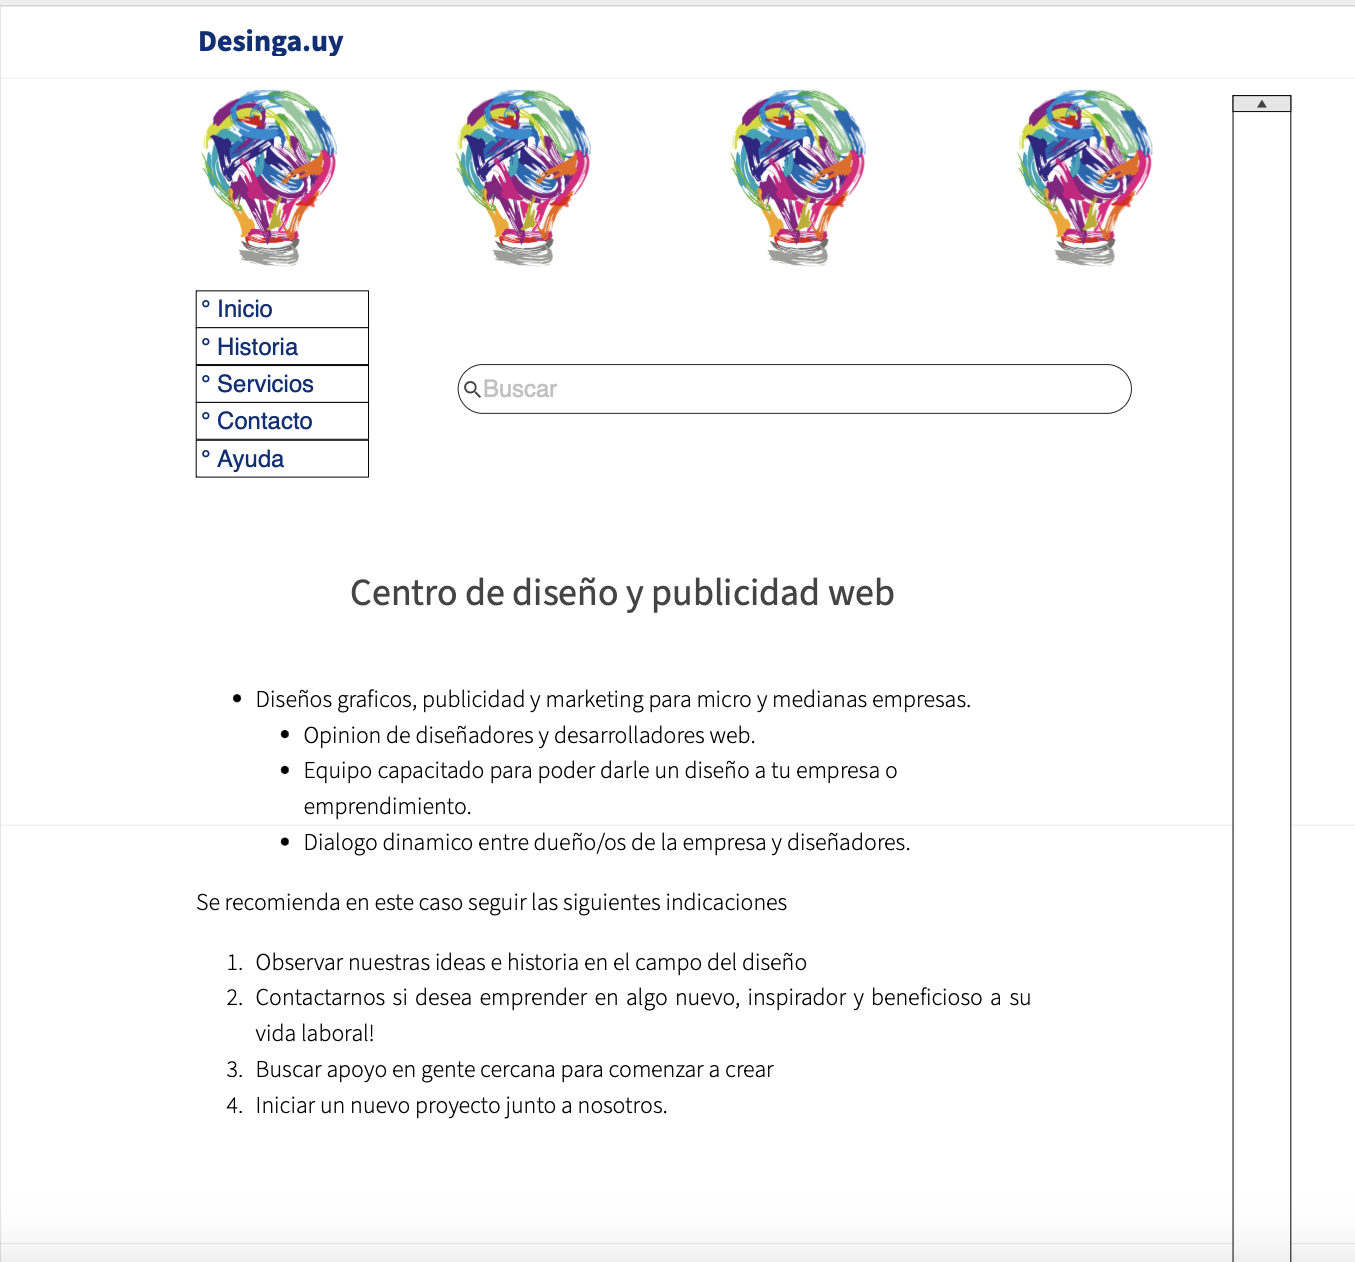 Desinga.uy
° Inicio
° Historia
° Servicios
° Contacto
° Ayuda
Buscar
Centro de diseño y publicidad web
• Diseños graficos, publicidad y marketing para micro y medianas empresas.
• Opinion de diseñadores y desarrolladores web.
• Equipo capacitado para poder darle un diseño a tu empresa o
emprendimiento.
• Dialogo dinamico entre dueño/os de la empresa y diseñadores.
Se recomienda en este caso seguir las siguientes indicaciones
1. Observar nuestras ideas e historia en el campo del diseño
2. Contactarnos si desea emprender en algo nuevo, inspirador y beneficioso a su
vida laboral!
3. Buscar apoyo en gente cercana para comenzar a crear
4. Iniciar un nuevo proyecto junto a nosotros.